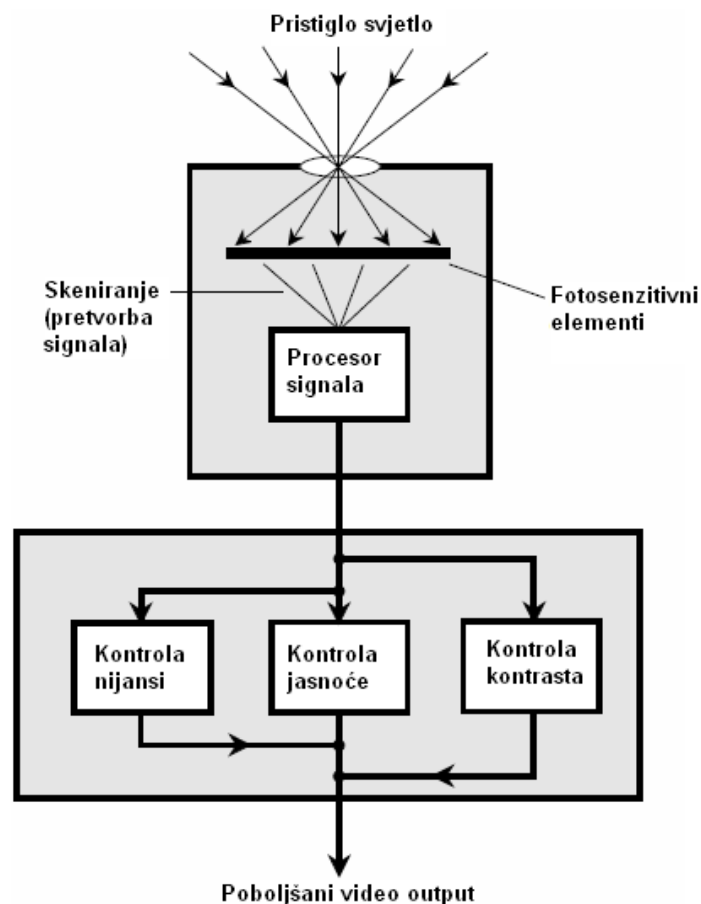 Pristiglo svjetlo
Skeniranje
(pretvorba
signala)
Fotosenzitivni
elementi
Procesor
signala
Kontrola
nijansi
Kontrola
jasnoće
Kontrola
kontrasta
Poboljšani video output